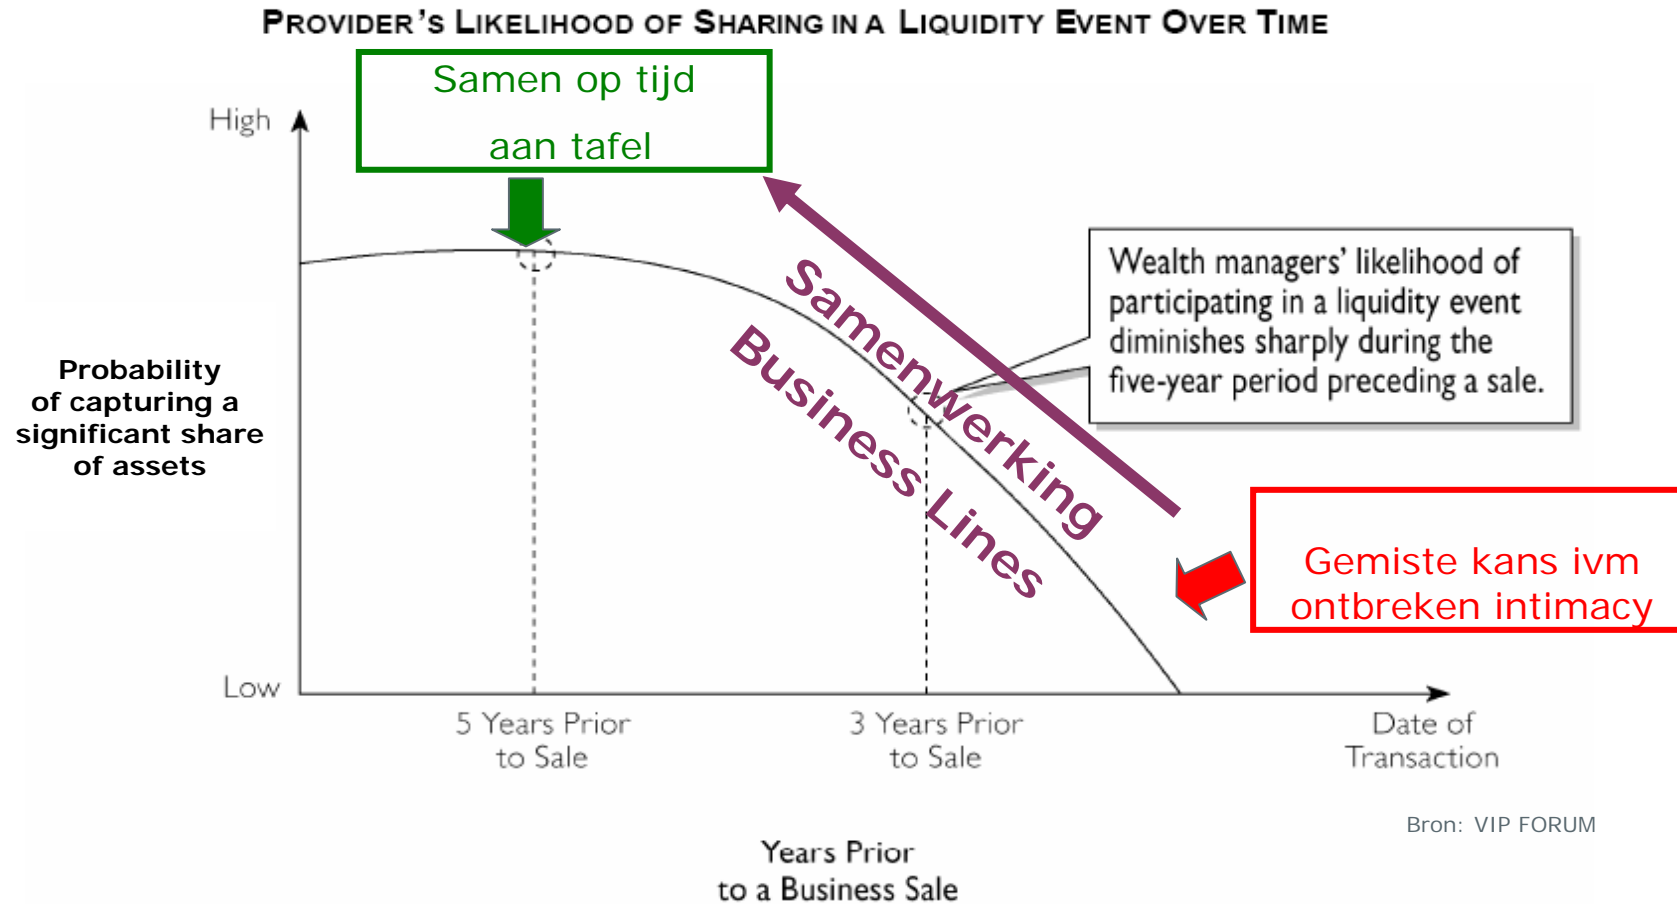 PROVIDER'S LIKELIHOOD OF SHARING IN A LIQUIDITY EVENT OVER TIME
Samen op tijd
aan tafel
High
Wealth managers' likelihood of
participating in a liquidity event
diminishes sharply during the
five-year period preceding a sale.
Samenwerking
Business Lines
Probability
of capturing a
significant share
of assets
Gemiste kans ivm
ontbreken intimacy
Low
5 Years Prior
to Sale
3 Years Prior
to Sale
Date of
Transaction
Bron: VIP FORUM
Years Prior
to a Business Sale